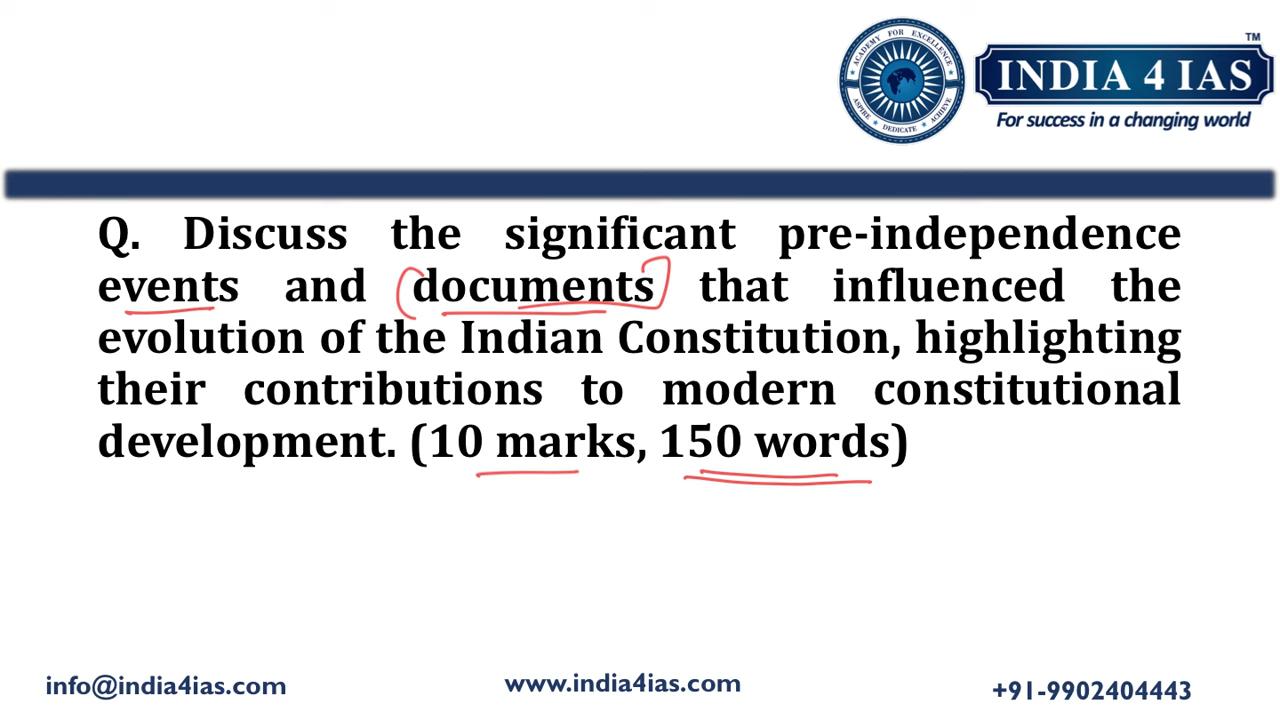 ACADEMY FOR EXCELLENCE
ASPIRE ★ DEDICATE ★ ACHIEVE
TM
INDIA 4 IAS
For success in a changing world
Q. Discuss the significant pre-independence
events and documents that influenced the
evolution of the Indian Constitution, highlighting
their contributions to modern constitutional
development. (10 marks, 150 words)
info@india4ias.com
www.india4ias.com
+91-9902404443